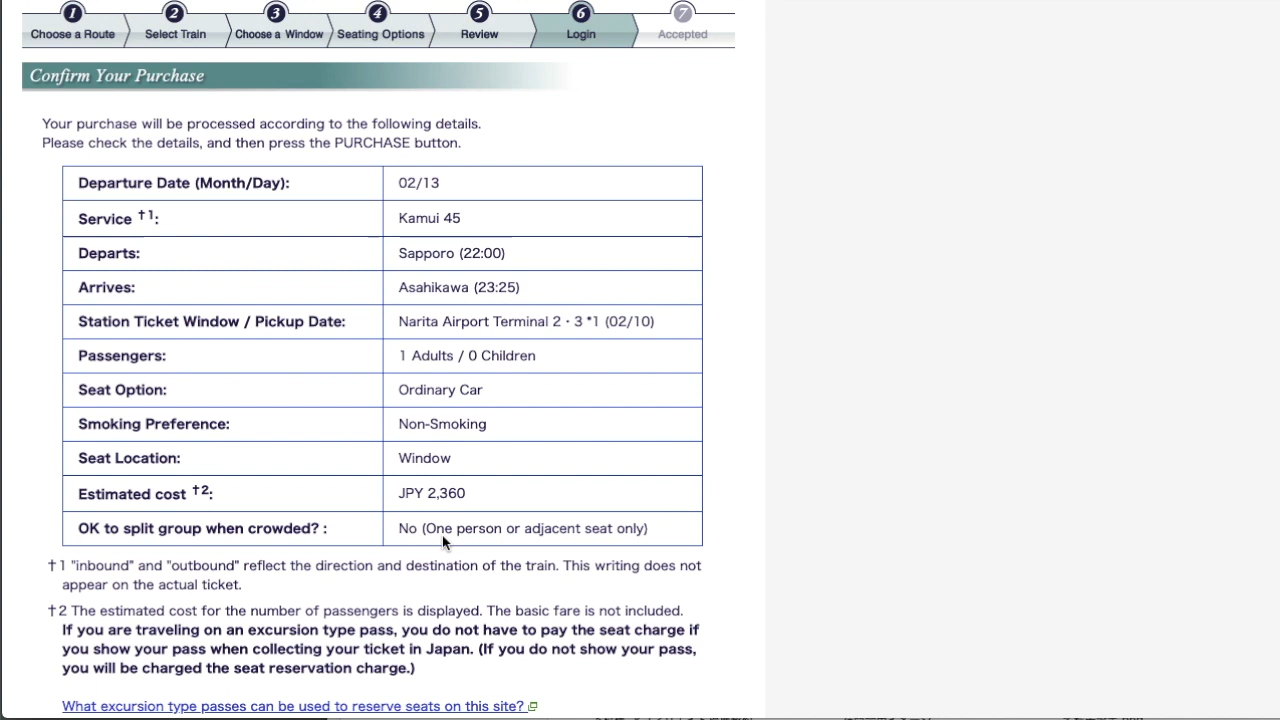 1 2 3 4 5 6 7
Choose a Route Select Train Choose a Window Seating Options Review Login Accepted
Confirm Your Purchase
Your purchase will be processed according to the following details.
Please check the details, and then press the PURCHASE button.
Departure Date (Month/Day): 02/13
Service †1: Kamui 45
Departs: Sapporo (22:00)
Arrives: Asahikawa (23:25)
Station Ticket Window / Pickup Date: Narita Airport Terminal 2・3 *1 (02/10)
Passengers: 1 Adults / 0 Children
Seat Option: Ordinary Car
Smoking Preference: Non-Smoking
Seat Location: Window
Estimated cost †2: JPY 2,360
OK to split group when crowded? : No (One person or adjacent seat only)
†1 "inbound" and "outbound" reflect the direction and destination of the train. This writing does not
appear on the actual ticket.
†2 The estimated cost for the number of passengers is displayed. The basic fare is not included.
If you are traveling on an excursion type pass, you do not have to pay the seat charge if
you show your pass when collecting your ticket in Japan. (If you do not show your pass,
you will be charged the seat reservation charge.)
What excursion type passes can be used to reserve seats on this site?